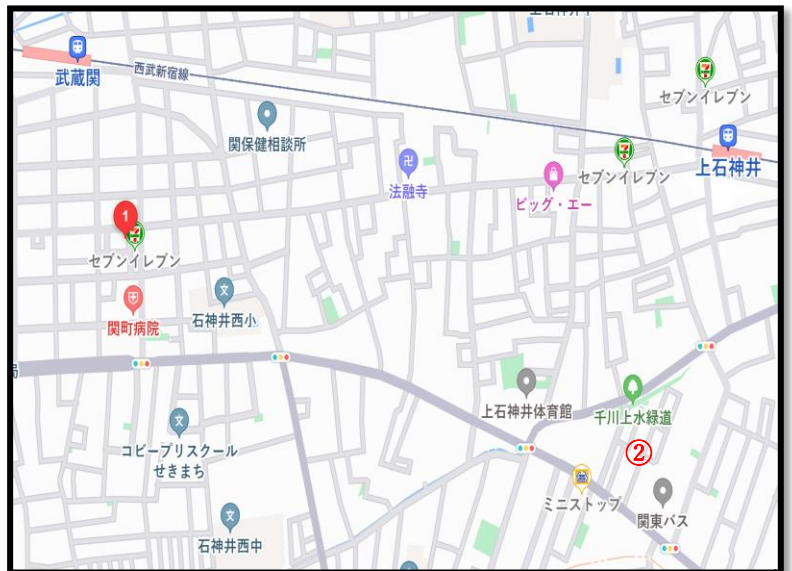 武蔵関
西武新宿線
関保健相談所
セブンイレブン
上石神井
セブンイレブン
法融寺
ビッグ・エー
1
セブンイレブン
関町病院
石神井西小
上石神井体育館
千川上水緑道
コピープリスクール
せきまち
②
ミニストップ
関東バス
石神井西中